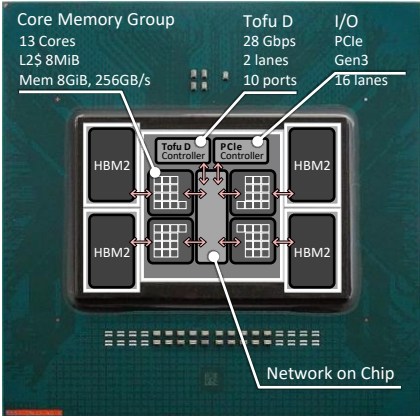 Core Memory Group
13 Cores
L2$ 8MiB
Mem 8GiB, 256GB/s
Tofu D
28 Gbps
2 lanes
10 ports
I/O
PCIe
Gen3
16 lanes
Tofu D
Controller
PCIe
Controller
HBM2
HBM2
HBM2
HBM2
Network on Chip